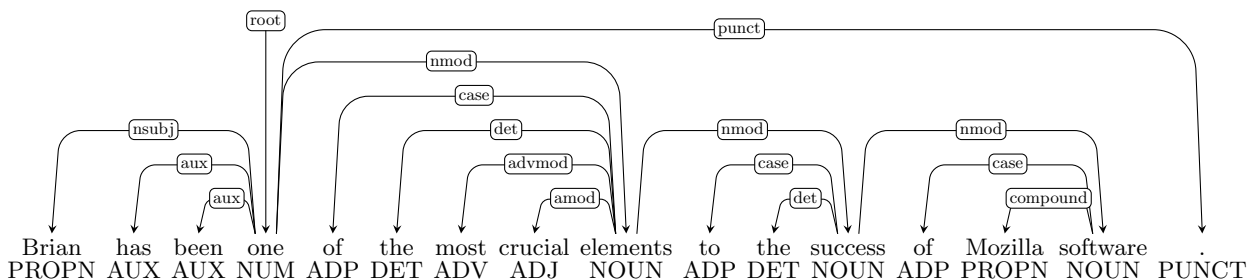 root
punct
nmod
case
nsubj det nmod nmod
aux advmod case case
aux amod det compound
Brian has been one of the most crucial elements to the success of Mozilla software .
PROPN AUX AUX NUM ADP DET ADV ADJ NOUN ADP DET NOUN ADP PROPN NOUN PUNCT